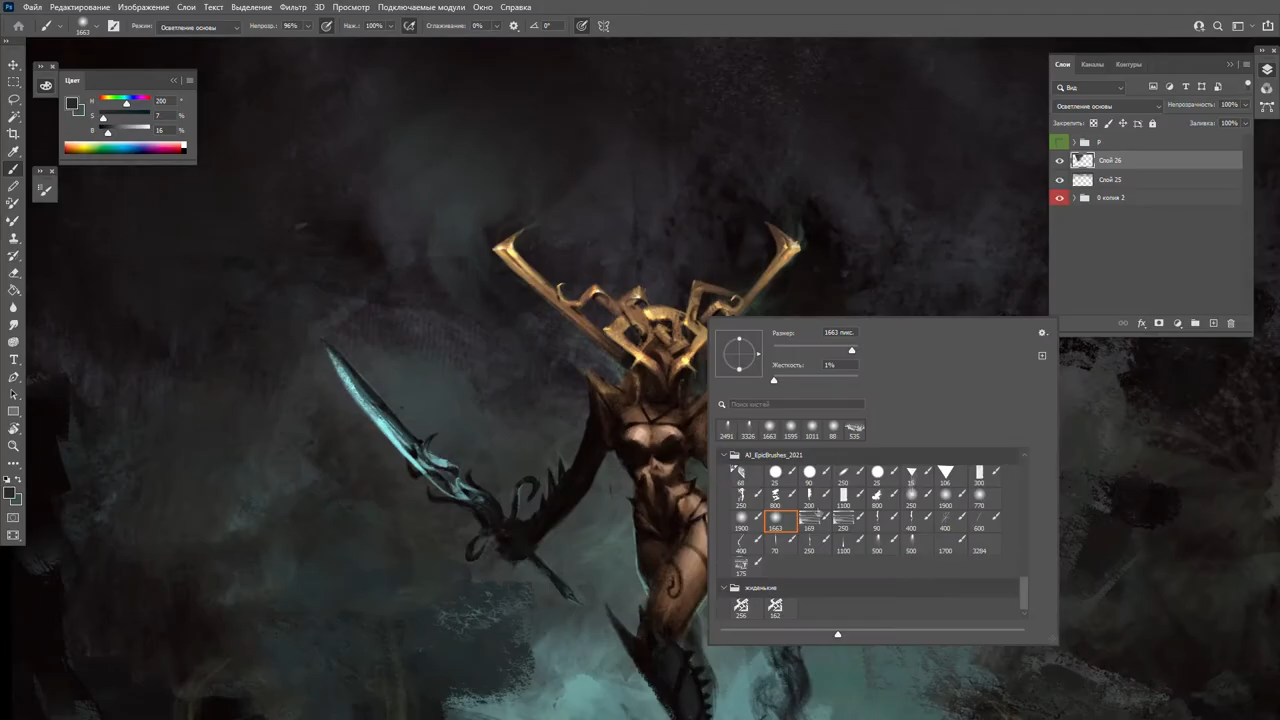 Ps Файл Редактирование Изображение Слои Текст Выделение Фильтр 3D Просмотр Подключаемые модули Окно Справка
1663 Режим: Осветление основы Непрозр.: 96% Наж.: 100% Сглаживание: 0% 0°
Цвет
H 200 °
S 7 %
B 16 %
Слои Каналы Контуры
Вид
Осветление основы Непрозрачность: 100%
Закрепить: Заливка: 100%
P
Слой 26
Слой 25
0 копия 2
fx
Размер: 1663 пикс.
Жесткость: 1%
Поиск кистей
2491 3326 1663 1595 1011 88 535
AJ_EpicBrushes_2021
68 25 90 250 25 15 106 300
250 800 200 1100 800 250 1900 770
1900 1663 169 250 90 400 400 600
400 70 250 1100 500 500 1700 3284
175
жиденькие
256 162